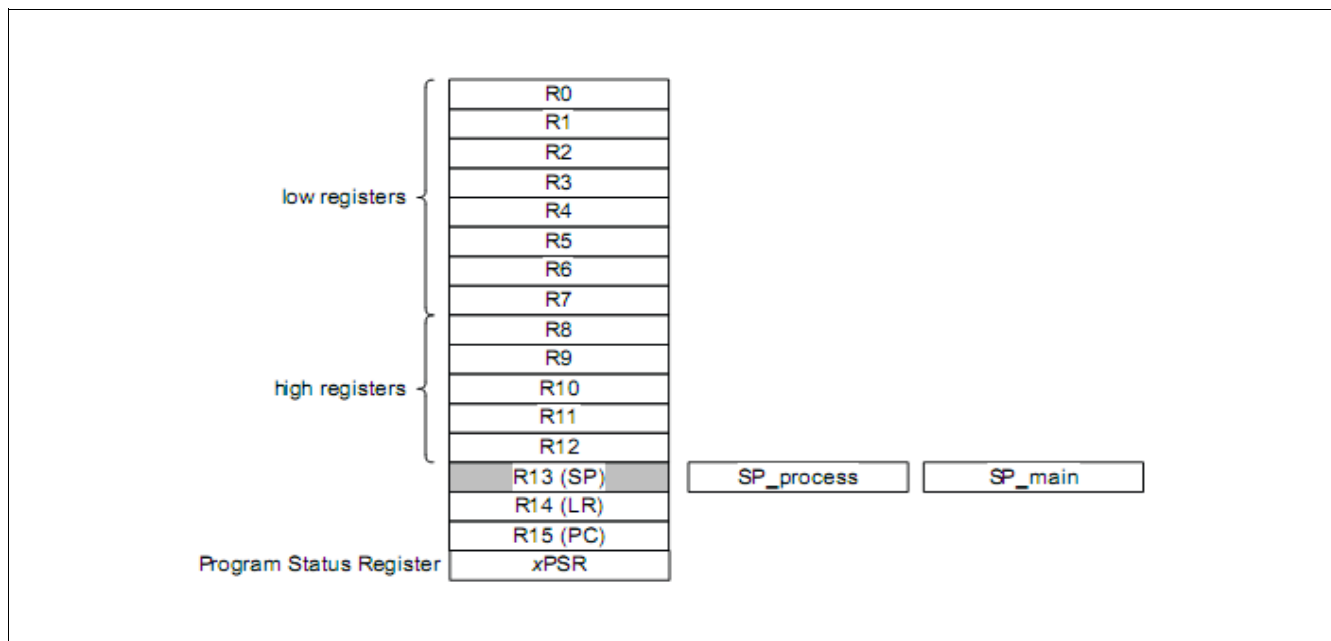 R0
R1
R2
R3
low registers
R4
R5
R6
R7
R8
R9
high registers R10
R11
R12
R13 (SP) SP_process SP_main
R14 (LR)
R15 (PC)
Program Status Register xPSR